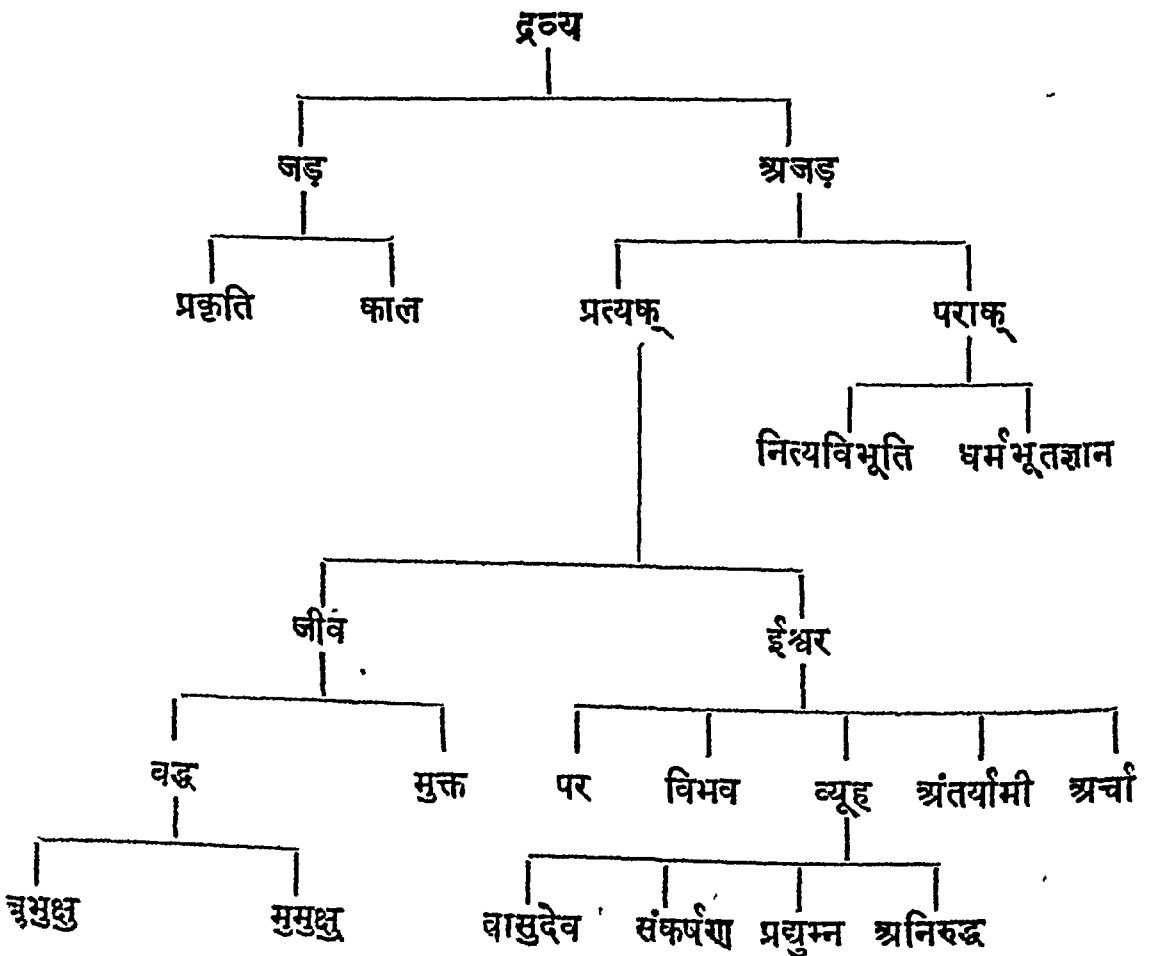 द्रव्य
जड़ अजड़
प्रकृति काल प्रत्यक् पराक्
नित्यविभूति धर्मभूतज्ञान
जीव ईश्वर
वद्ध मुक्त पर विभव व्यूह अंतर्यामी अर्चा
बुभुक्षु मुमुक्षु वासुदेव संकर्षण प्रद्युम्न अनिरुद्ध